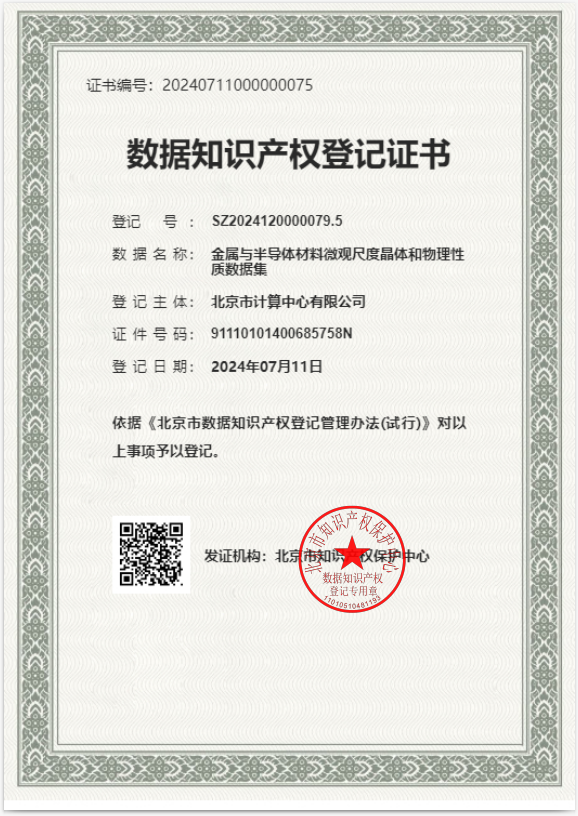 证书编号：20240711000000075
数据知识产权登记证书
登记 号：SZ2024120000079.5
数据名称：金属与半导体材料微观尺度晶体和物理性
质数据集
登记主体：北京市计算中心有限公司
证件号码：91110101400685758N
登记日期：2024年07月11日
依据《北京市数据知识产权登记管理办法(试行)》对以
上事项予以登记。
发证机构：北京市知识产权保护中心
北京市知识产权保护中心
数据知识产权
登记专用章
11010510481193